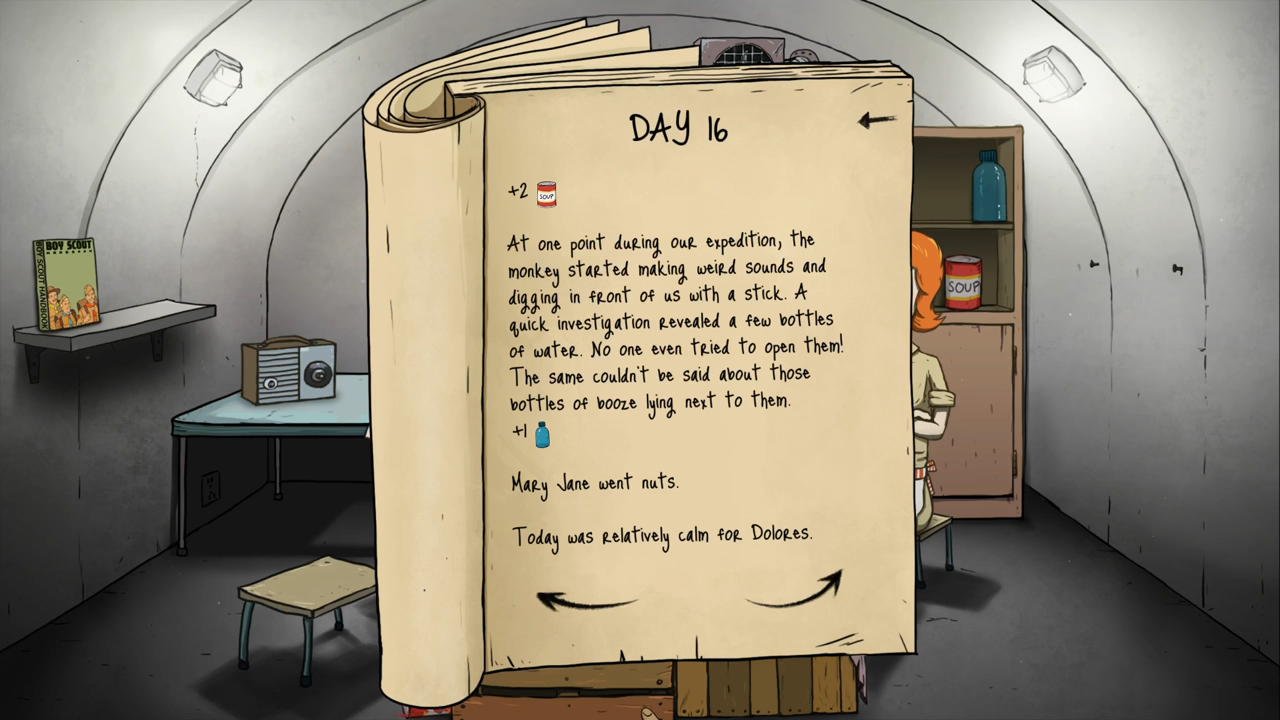 DAY 16
+2 SOUP
At one point during our expedition, the
monkey started making weird sounds and
digging in front of us with a stick. A
quick investigation revealed a few bottles
of water. No one even tried to open them!
The same couldn't be said about those
bottles of booze lying next to them.
+1
Mary Jane went nuts.
Today was relatively calm for Dolores.
BOY SCOUT
BOY SCOUT HANDBOOK
SOUP